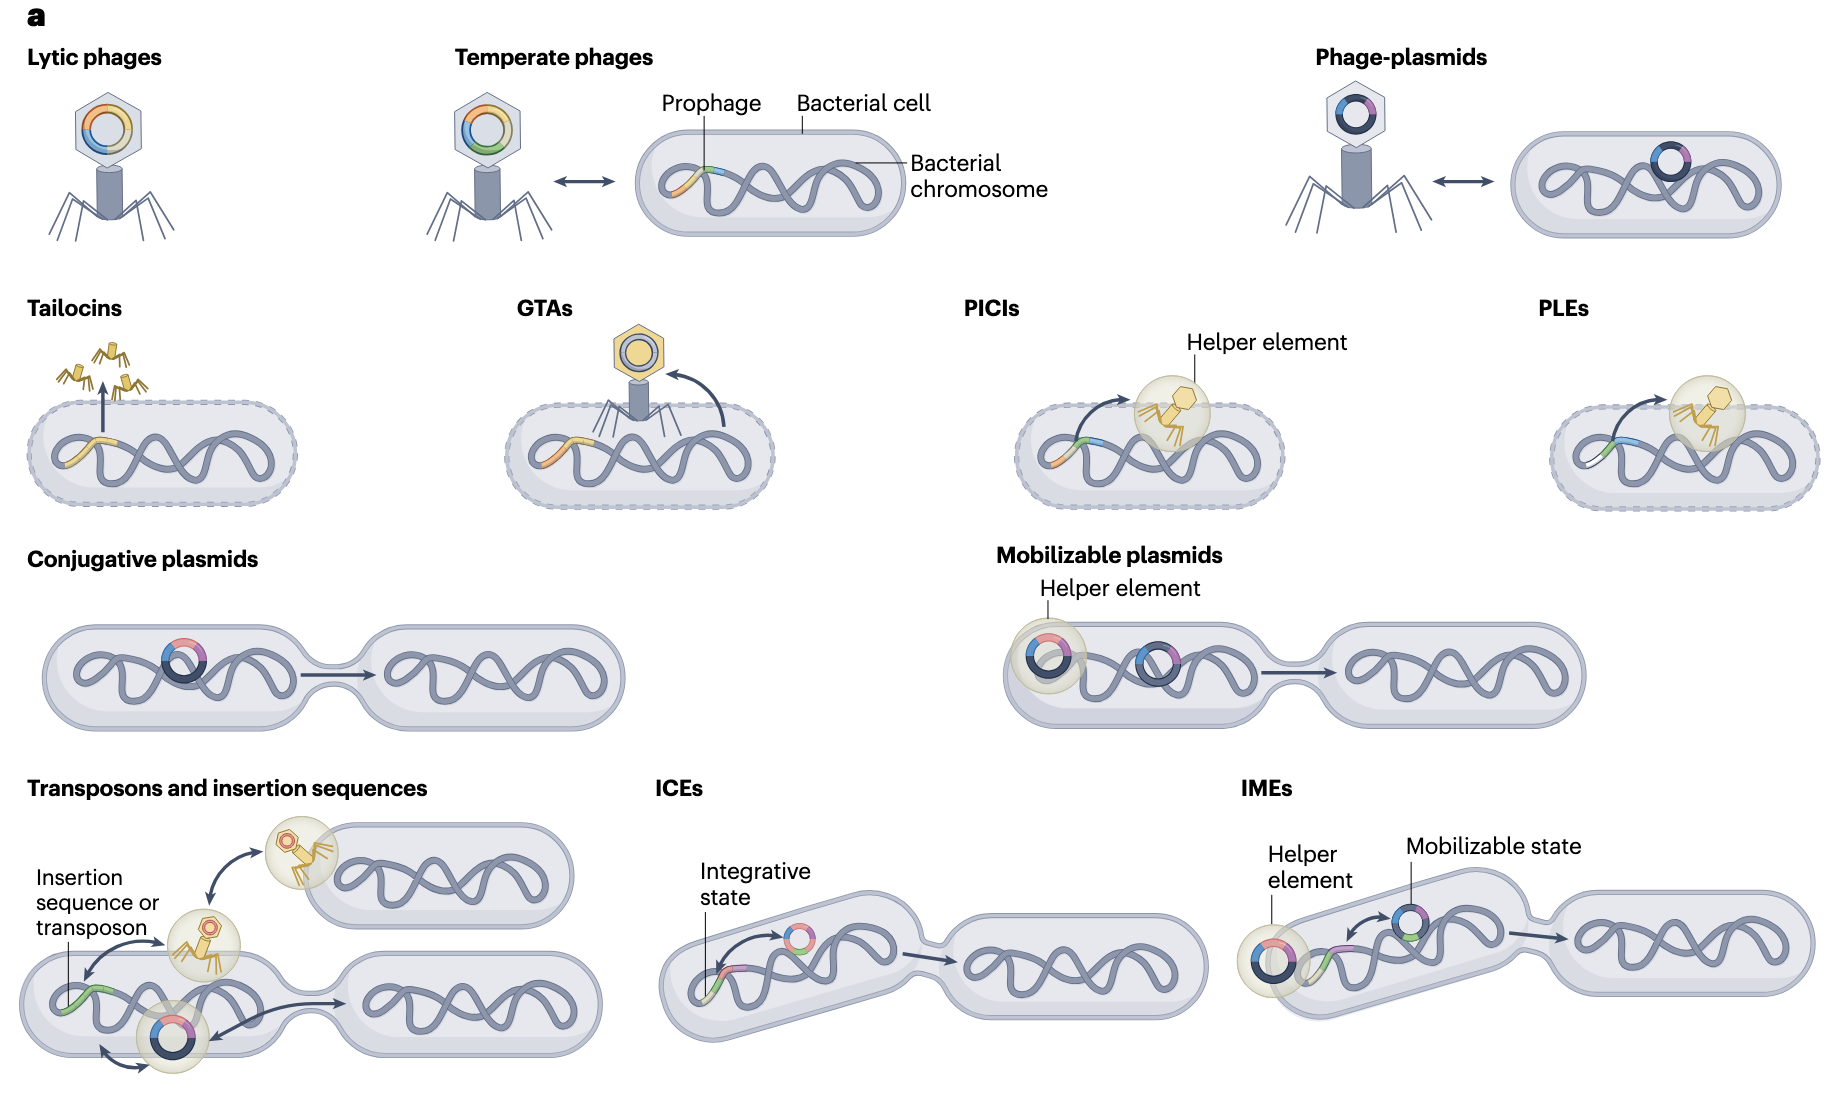 a
Lytic phages
Temperate phages
Phage-plasmids
Prophage
Bacterial cell
Bacterial
chromosome
Tailocins
GTAs
PICIs
PLEs
Helper element
Conjugative plasmids
Mobilizable plasmids
Helper element
Transposons and insertion sequences
ICEs
IMEs
Insertion
sequence or
transposon
Integrative
state
Helper
element
Mobilizable state